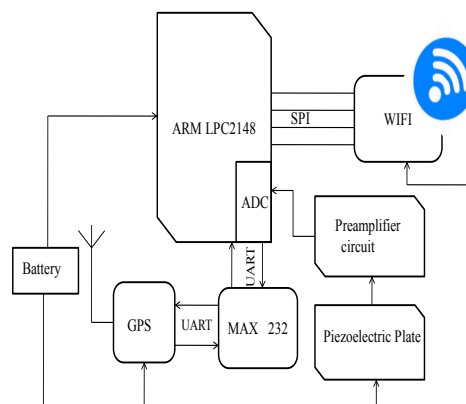 ARM LPC2148
SPI
WIFI
ADC
Preamplifier
circuit
Battery
UART
GPS
UART
MAX 232
Piezoelectric Plate